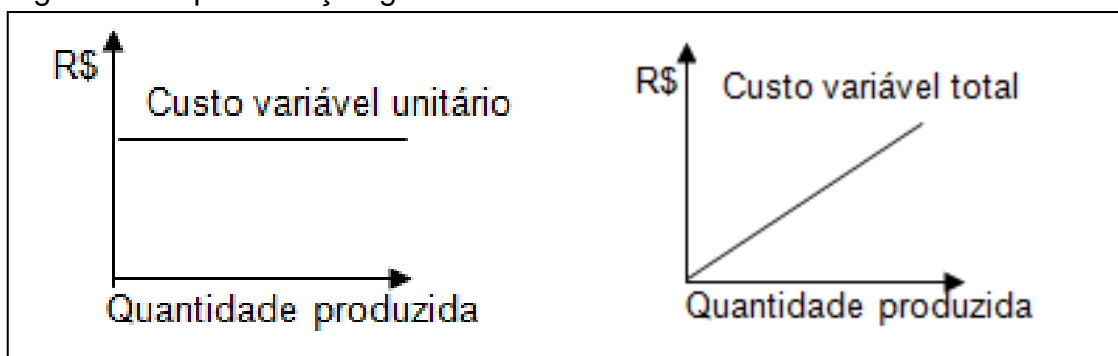 R$
Custo variável unitário
Quantidade produzida
R$
Custo variável total
Quantidade produzida